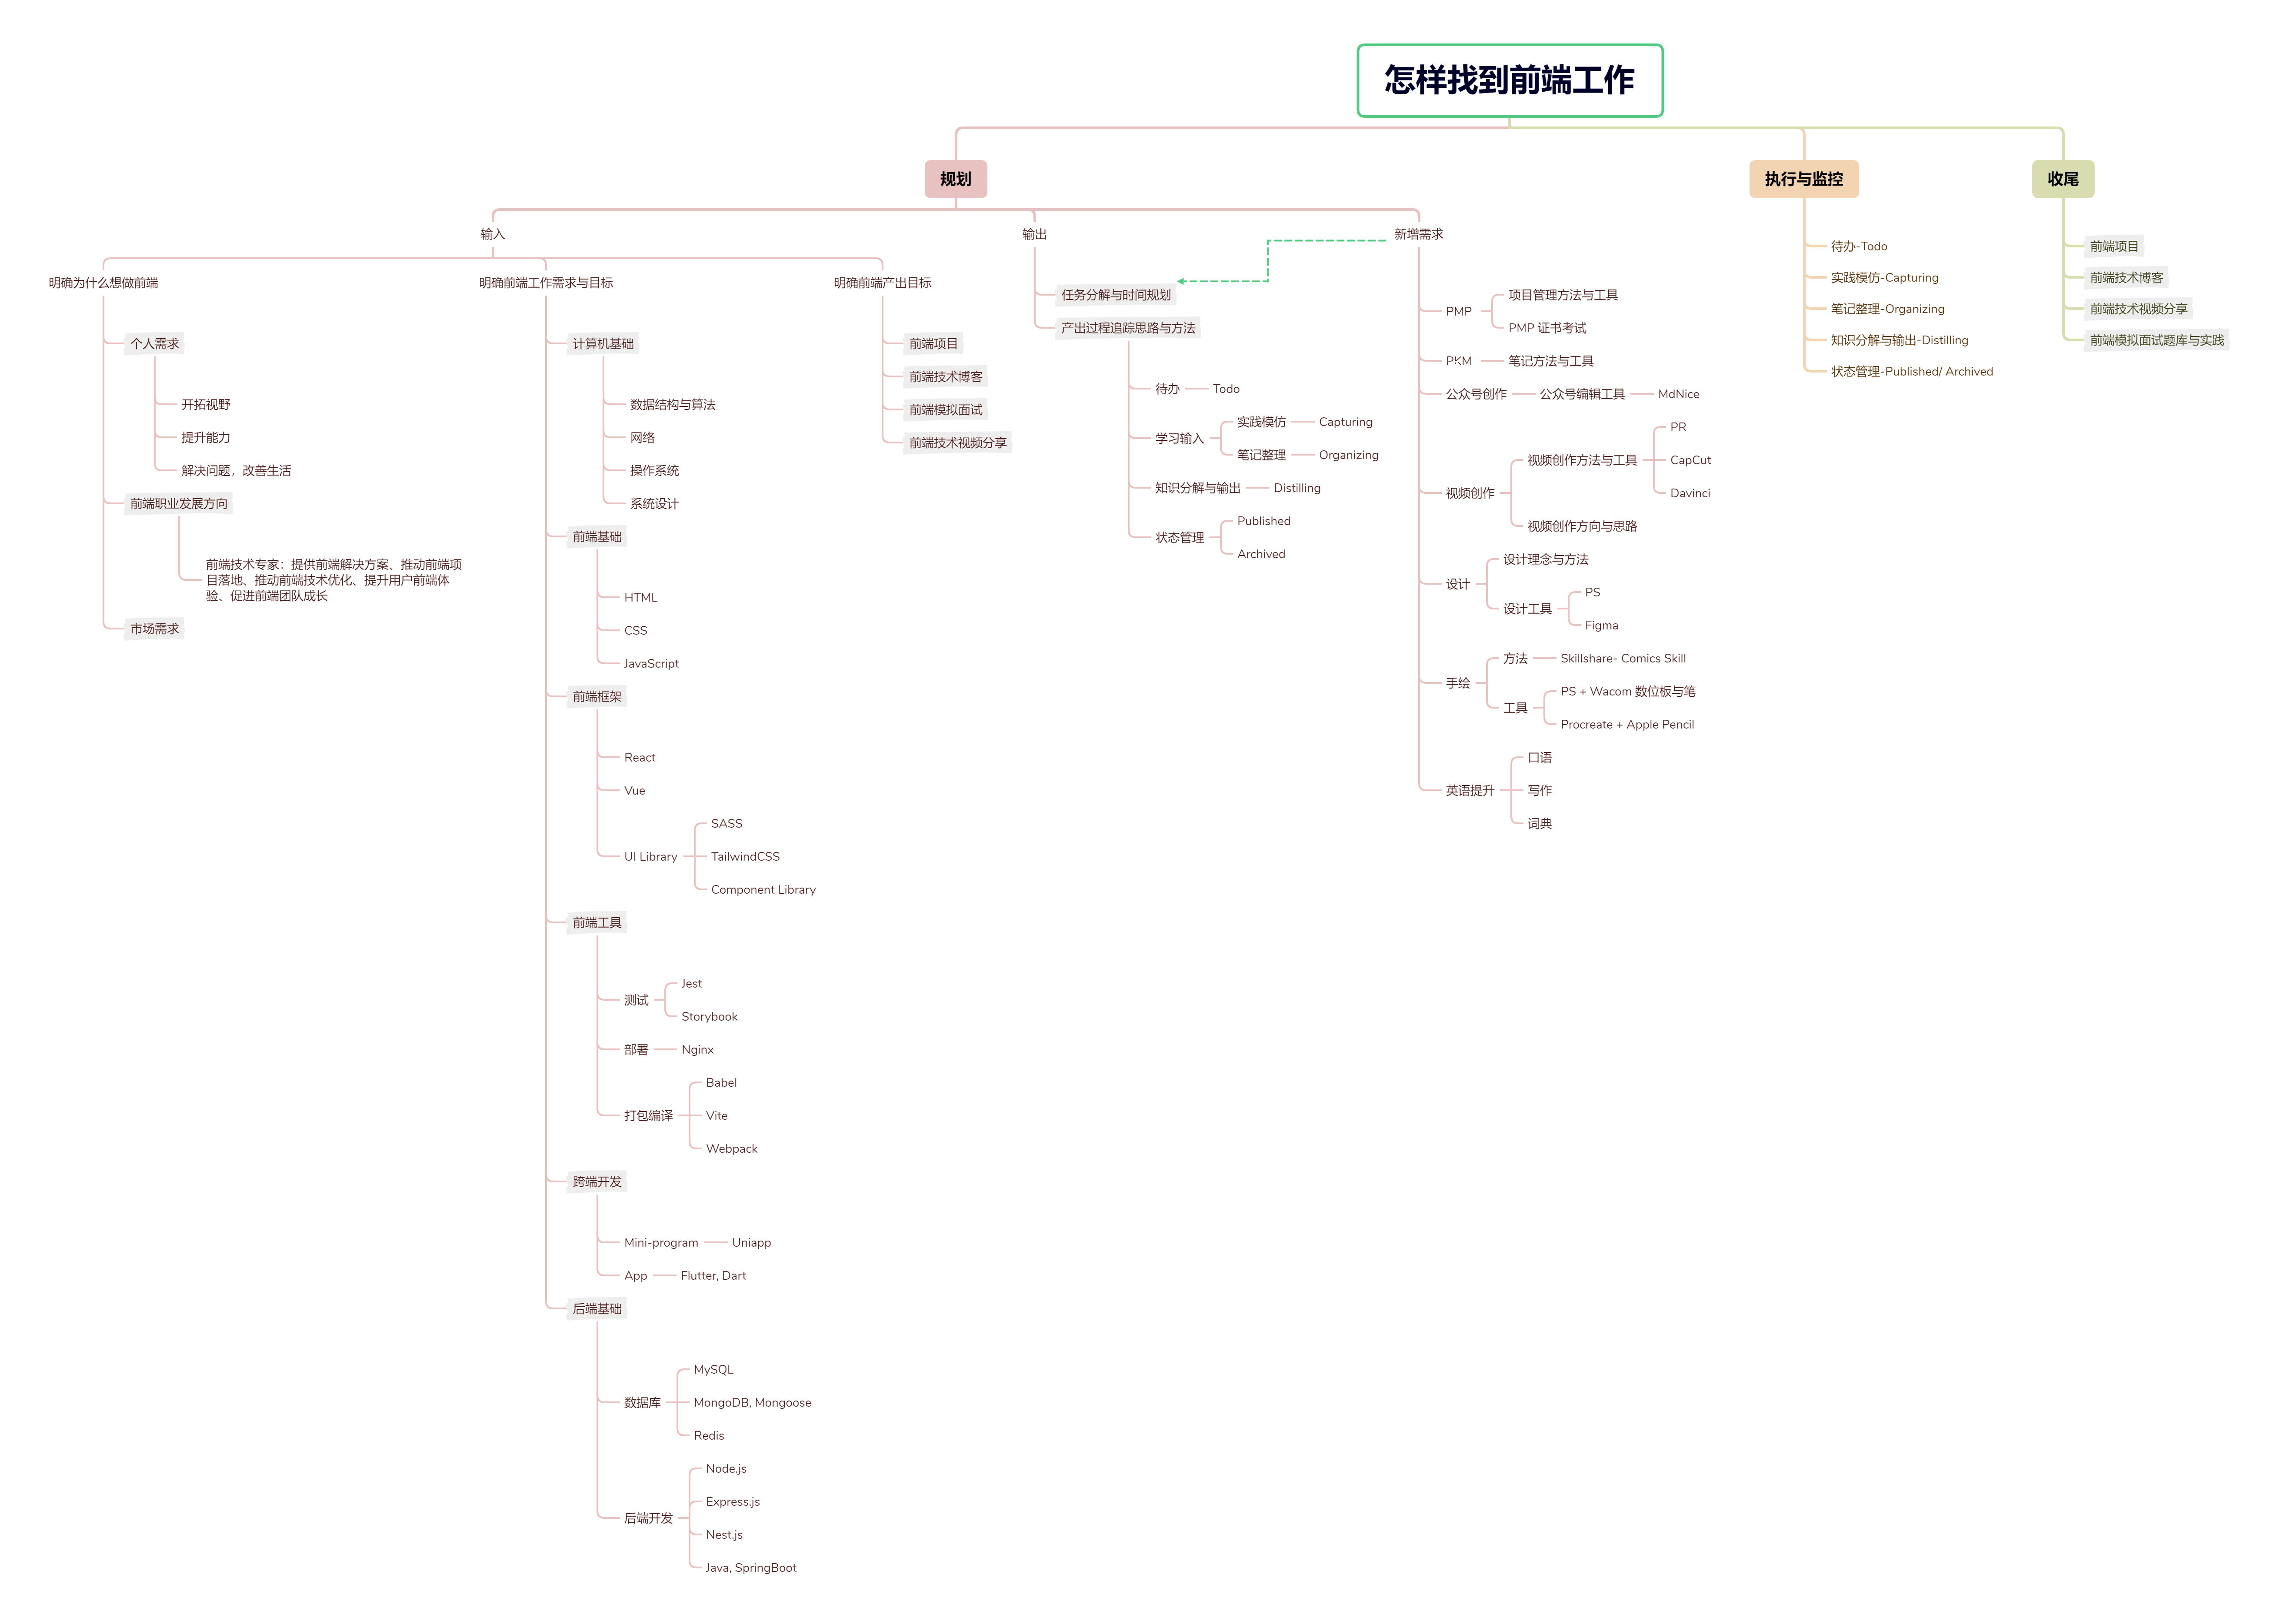 怎样找到前端工作
规划
输入
明确为什么想做前端
个人需求
开拓视野
提升能力
解决问题，改善生活
前端职业发展方向
前端技术专家：提供前端解决方案、推动前端项
目落地、推动前端技术优化、提升用户前端体
验、促进前端团队成长
市场需求
明确前端工作需求与目标
计算机基础
数据结构与算法
网络
操作系统
系统设计
前端基础
HTML
CSS
JavaScript
前端框架
React
Vue
UI Library
SASS
TailwindCSS
Component Library
前端工具
测试
Jest
Storybook
部署
Nginx
打包编译
Babel
Vite
Webpack
跨端开发
Mini-program
Uniapp
App
Flutter, Dart
后端基础
数据库
MySQL
MongoDB, Mongoose
Redis
后端开发
Node.js
Express.js
Nest.js
Java, SpringBoot
明确前端产出目标
前端项目
前端技术博客
前端模拟面试
前端技术视频分享
输出
任务分解与时间规划
产出过程追踪思路与方法
待办
Todo
学习输入
实践模仿
Capturing
笔记整理
Organizing
知识分解与输出
Distilling
状态管理
Published
Archived
新增需求
PMP
项目管理方法与工具
PMP 证书考试
PKM
笔记方法与工具
公众号创作
公众号编辑工具
MdNice
视频创作
视频创作方法与工具
PR
CapCut
Davinci
视频创作方向与思路
设计
设计理念与方法
设计工具
PS
Figma
手绘
方法
Skillshare- Comics Skill
工具
PS + Wacom 数位板与笔
Procreate + Apple Pencil
英语提升
口语
写作
词典
执行与监控
待办-Todo
实践模仿-Capturing
笔记整理-Organizing
知识分解与输出-Distilling
状态管理-Published/ Archived
收尾
前端项目
前端技术博客
前端技术视频分享
前端模拟面试题库与实践